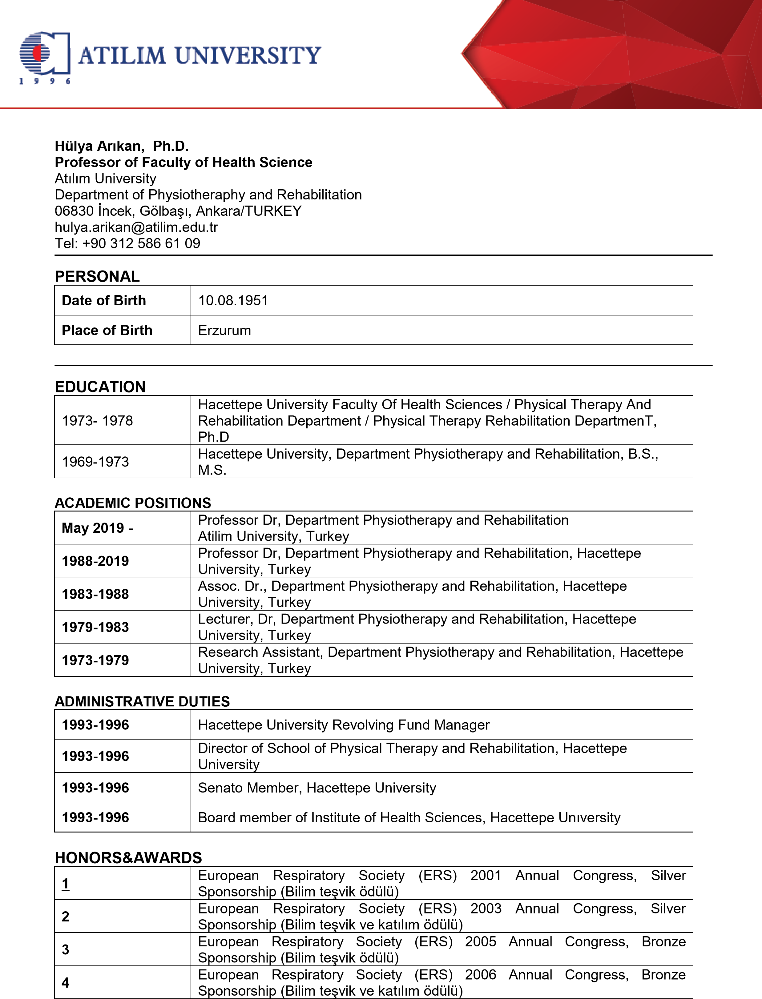 ATILIM UNIVERSITY
1 9 9 6
Hülya Arıkan,  Ph.D.
Professor of Faculty of Health Science
Atılım University
Department of Physiotheraphy and Rehabilitation
06830 İncek, Gölbaşı, Ankara/TURKEY
hulya.arikan@atilim.edu.tr
Tel: +90 312 586 61 09
PERSONAL
Date of Birth 10.08.1951
Place of Birth Erzurum
EDUCATION
1973- 1978
Hacettepe University Faculty Of Health Sciences / Physical Therapy And
Rehabilitation Department / Physical Therapy Rehabilitation DepartmenT,
Ph.D
1969-1973
Hacettepe University, Department Physiotherapy and Rehabilitation, B.S.,
M.S.
ACADEMIC POSITIONS
May 2019 -
Professor Dr, Department Physiotherapy and Rehabilitation
Atilim University, Turkey
1988-2019
Professor Dr, Department Physiotherapy and Rehabilitation, Hacettepe
University, Turkey
1983-1988
Assoc. Dr., Department Physiotherapy and Rehabilitation, Hacettepe
University, Turkey
1979-1983
Lecturer, Dr, Department Physiotherapy and Rehabilitation, Hacettepe
University, Turkey
1973-1979
Research Assistant, Department Physiotherapy and Rehabilitation, Hacettepe
University, Turkey
ADMINISTRATIVE DUTIES
1993-1996 Hacettepe University Revolving Fund Manager
1993-1996
Director of School of Physical Therapy and Rehabilitation, Hacettepe
University
1993-1996 Senato Member, Hacettepe University
1993-1996 Board member of Institute of Health Sciences, Hacettepe Unıversity
HONORS&AWARDS
1
European Respiratory Society (ERS) 2001 Annual Congress, Silver
Sponsorship (Bilim teşvik ödülü)
2
European Respiratory Society (ERS) 2003 Annual Congress, Silver
Sponsorship (Bilim teşvik ve katılım ödülü)
3
European Respiratory Society (ERS) 2005 Annual Congress, Bronze
Sponsorship (Bilim teşvik ödülü)
4
European Respiratory Society (ERS) 2006 Annual Congress, Bronze
Sponsorship (Bilim teşvik ve katılım ödülü)